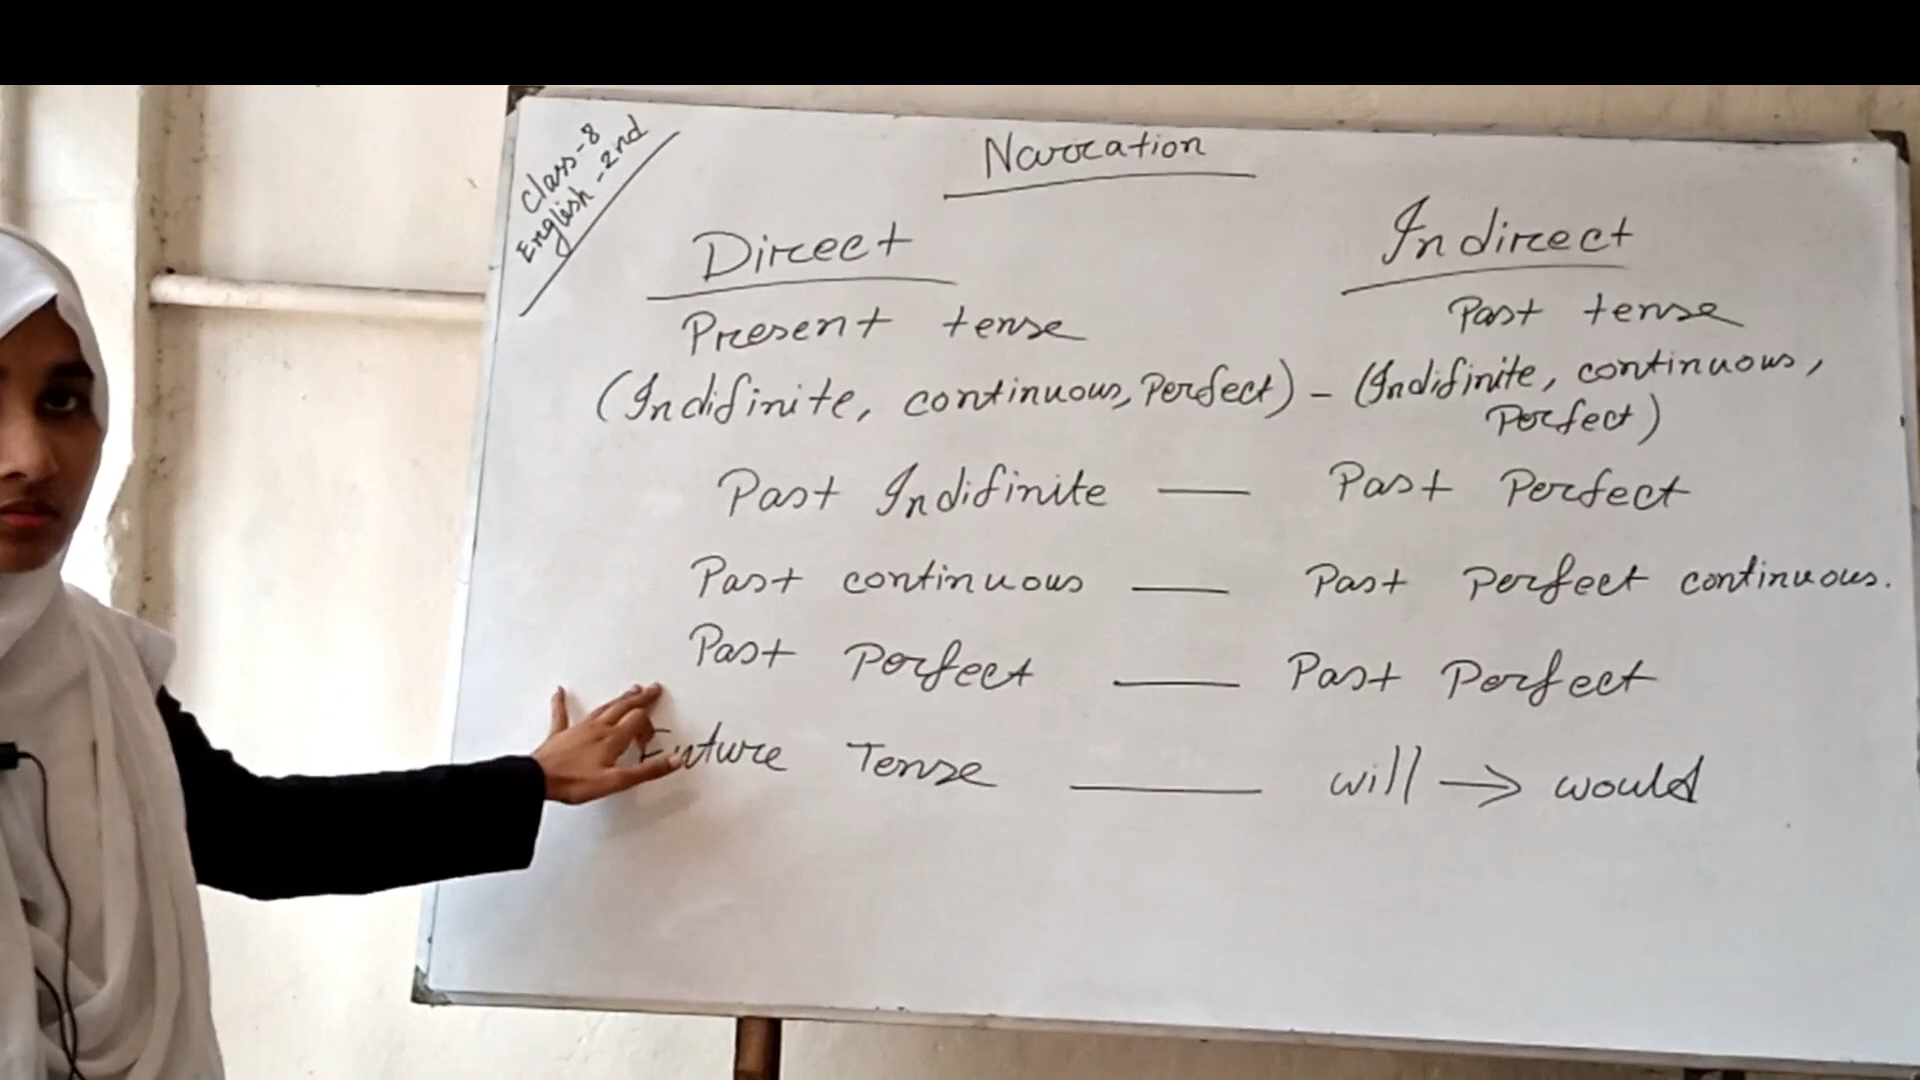 Class-8
English-2nd
Narration
Direct Indirect
Present tense Past tense
(Indifinite, continuous, Perfect) - (Indifinite, continuous,
Perfect)
Past Indifinite — Past Perfect
Past continuous — Past Perfect continuous.
Past Perfect — Past Perfect
Future Tense — will → would